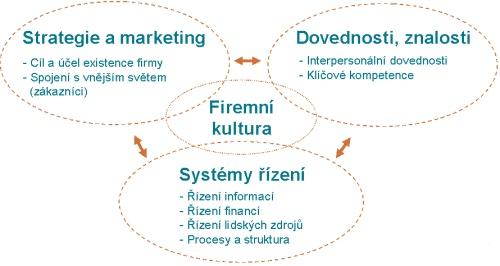 Strategie a marketing
- Cíl a účel existence firmy
- Spojení s vnějším světem
(zákazníci)
Dovednosti, znalosti
- Interpersonální dovednosti
- Klíčové kompetence
Firemní
kultura
Systémy řízení
- Řízení informací
- Řízení financí
- Řízení lidských zdrojů
- Procesy a struktura